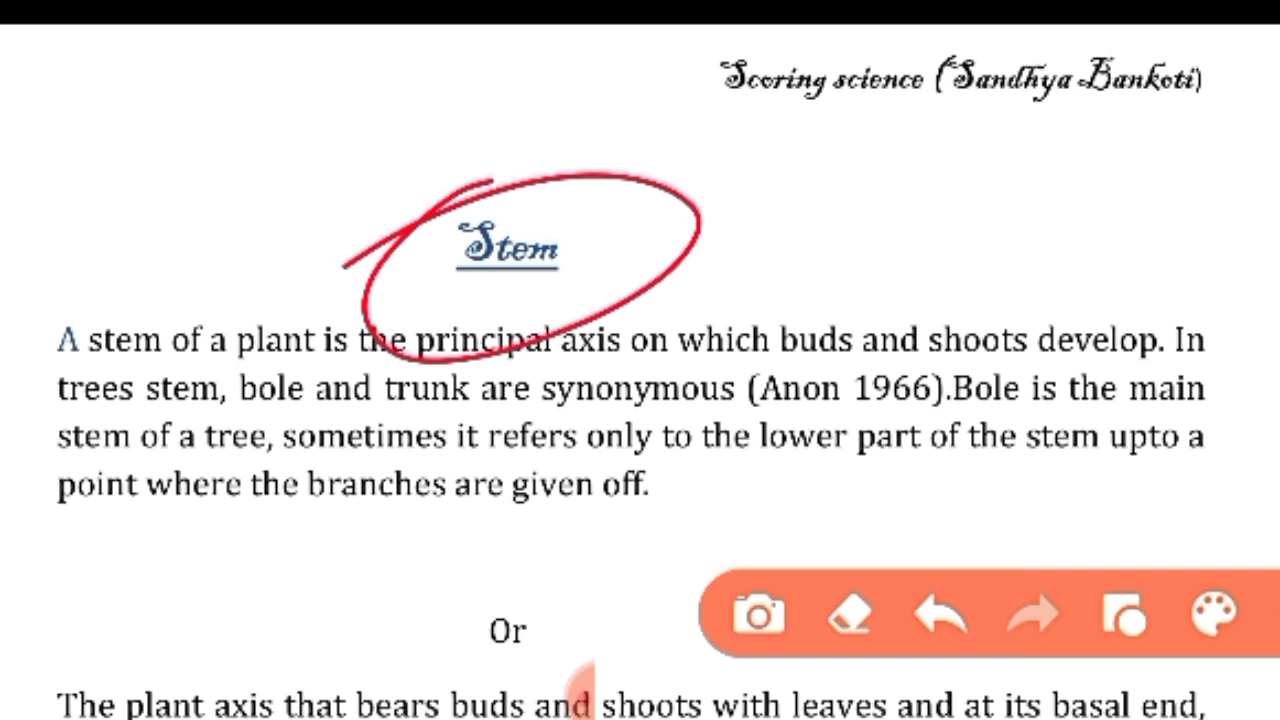 Scoring science (Sandhya Bankoti)
Stem
A stem of a plant is the principal axis on which buds and shoots develop. In
trees stem, bole and trunk are synonymous (Anon 1966).Bole is the main
stem of a tree, sometimes it refers only to the lower part of the stem upto a
point where the branches are given off.
Or
The plant axis that bears buds and shoots with leaves and at its basal end,